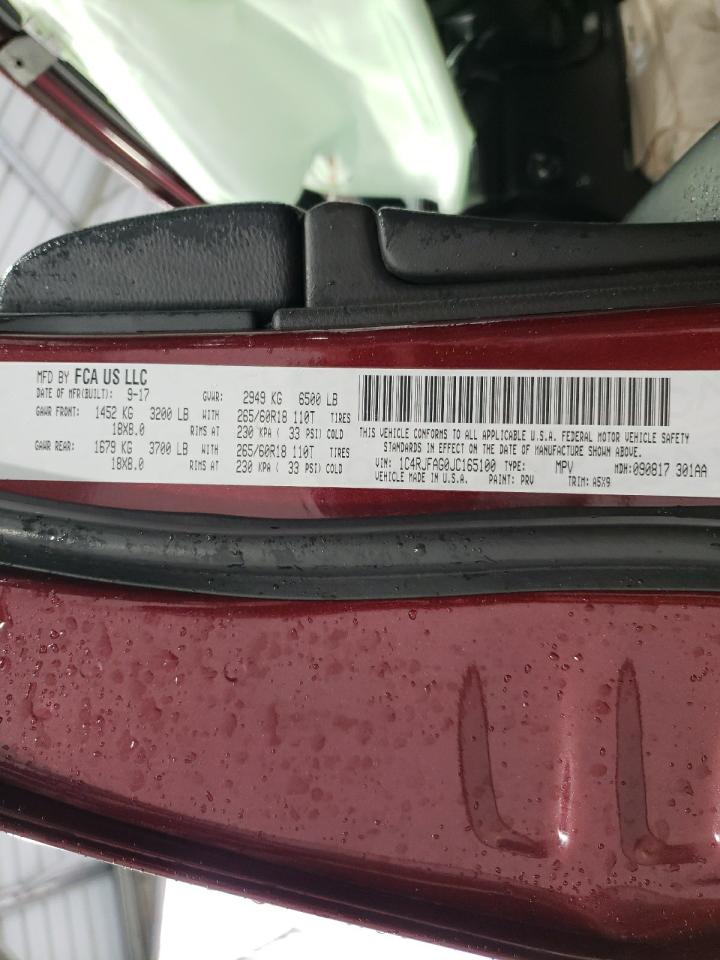 MFD BY FCA US LLC
DATE OF MFR(BUILT): 9-17 GVWR: 2949 KG 6500 LB
GAWR FRONT: 1452 KG 3200 LB WITH 265/60R18 110T TIRES
18X8.0 RIMS AT 230 KPA ( 33 PSI) COLD
GAWR REAR: 1679 KG 3700 LB WITH 265/60R18 110T TIRES
18X8.0 RIMS AT 230 KPA ( 33 PSI) COLD
THIS VEHICLE CONFORMS TO ALL APPLICABLE U.S.A. FEDERAL MOTOR VEHICLE SAFETY
STANDARDS IN EFFECT ON THE DATE OF MANUFACTURE SHOWN ABOVE.
VIN: 1C4RJFAG0JC165100 TYPE: MPV MDH:090817 301AA
VEHICLE MADE IN U.S.A. PAINT: PRV TRIM: A5X9